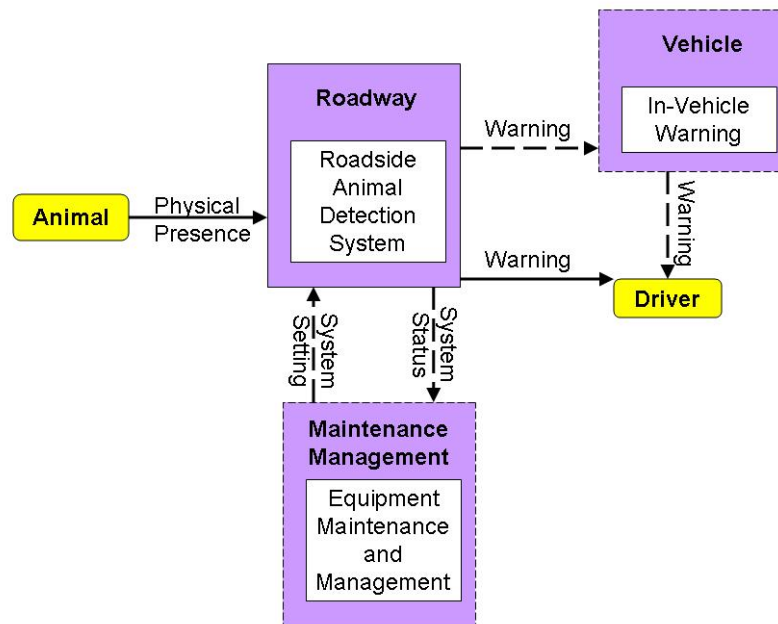 Vehicle
In-Vehicle
Warning
Roadway
Roadside
Animal
Detection
System
Warning
Warning
Animal
Physical
Presence
Warning
Driver
System
Setting
System
Status
Maintenance
Management
Equipment
Maintenance
and
Management